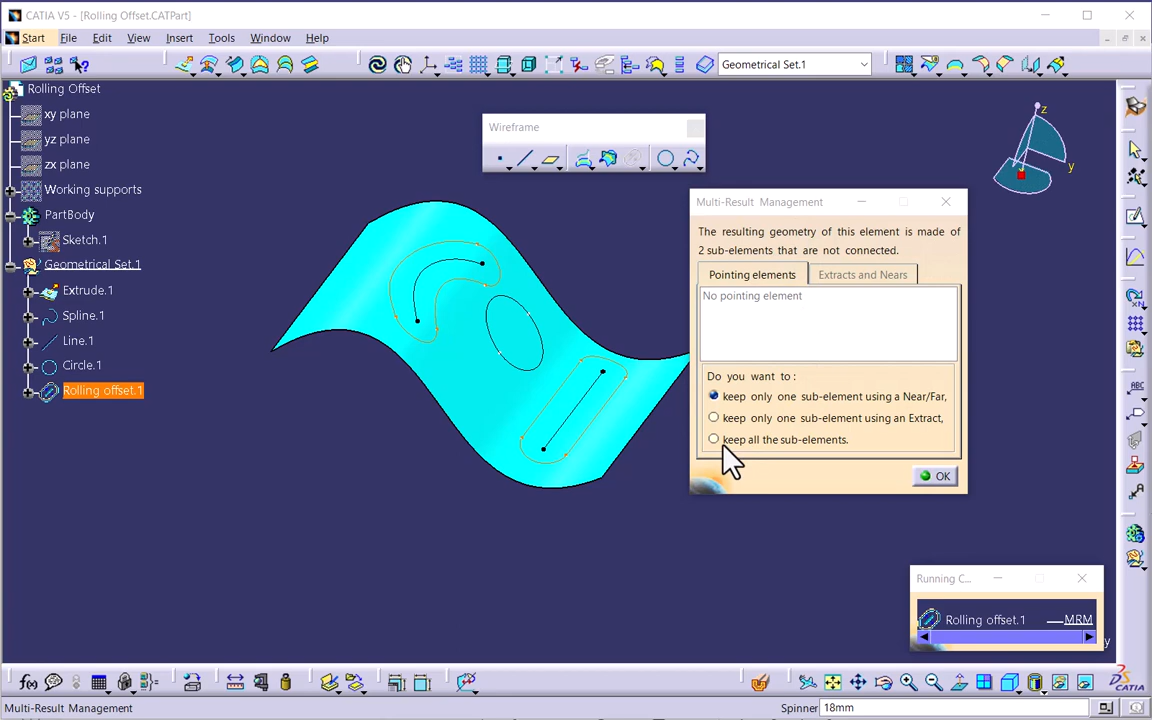 CATIA V5 - [Rolling Offset.CATPart]
Start File Edit View Insert Tools Window Help
Geometrical Set.1
Rolling Offset
xy plane
yz plane
zx plane
Working supports
PartBody
Sketch.1
Geometrical Set.1
Extrude.1
Spline.1
Line.1
Circle.1
Rolling offset.1
Wireframe
z
y
Multi-Result Management
The resulting geometry of this element is made of
2 sub-elements that are not connected.
Pointing elements Extracts and Nears
No pointing element
Do you want to :
keep only one sub-element using a Near/Far,
keep only one sub-element using an Extract,
keep all the sub-elements.
OK
Running C...
Rolling offset.1 MRM
y
ABC
f(x)
CATIA
Multi-Result Management
Spinner 18mm